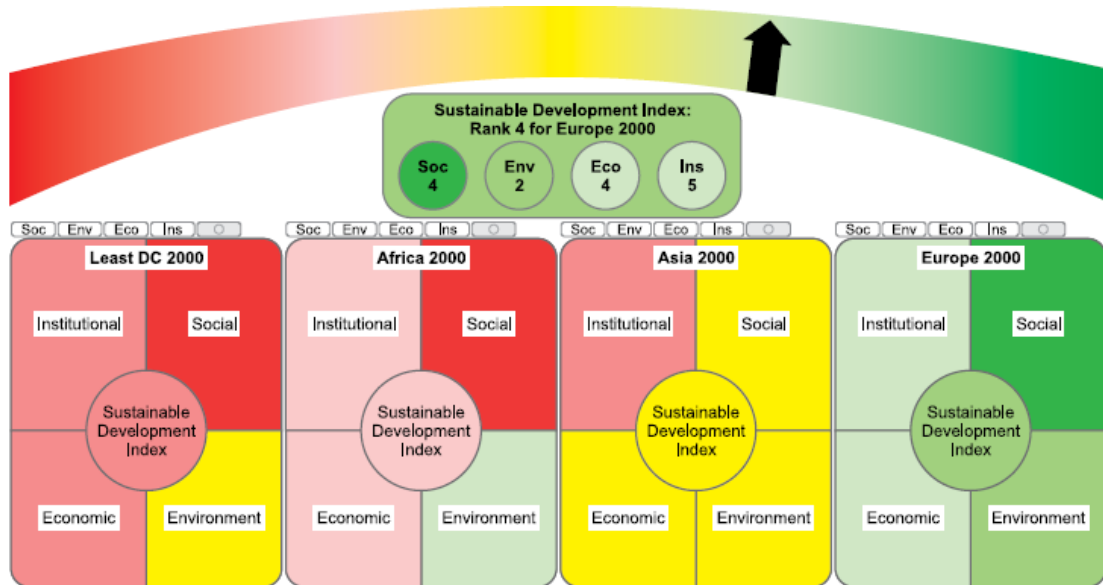 Sustainable Development Index:
Rank 4 for Europe 2000
Soc
4
Env
2
Eco
4
Ins
5
Soc Env Eco Ins
Least DC 2000
Institutional
Social
Sustainable
Development
Index
Economic
Environment
Soc Env Eco Ins
Africa 2000
Institutional
Social
Sustainable
Development
Index
Economic
Environment
Soc Env Eco Ins
Asia 2000
Institutional
Social
Sustainable
Development
Index
Economic
Environment
Soc Env Eco Ins
Europe 2000
Institutional
Social
Sustainable
Development
Index
Economic
Environment